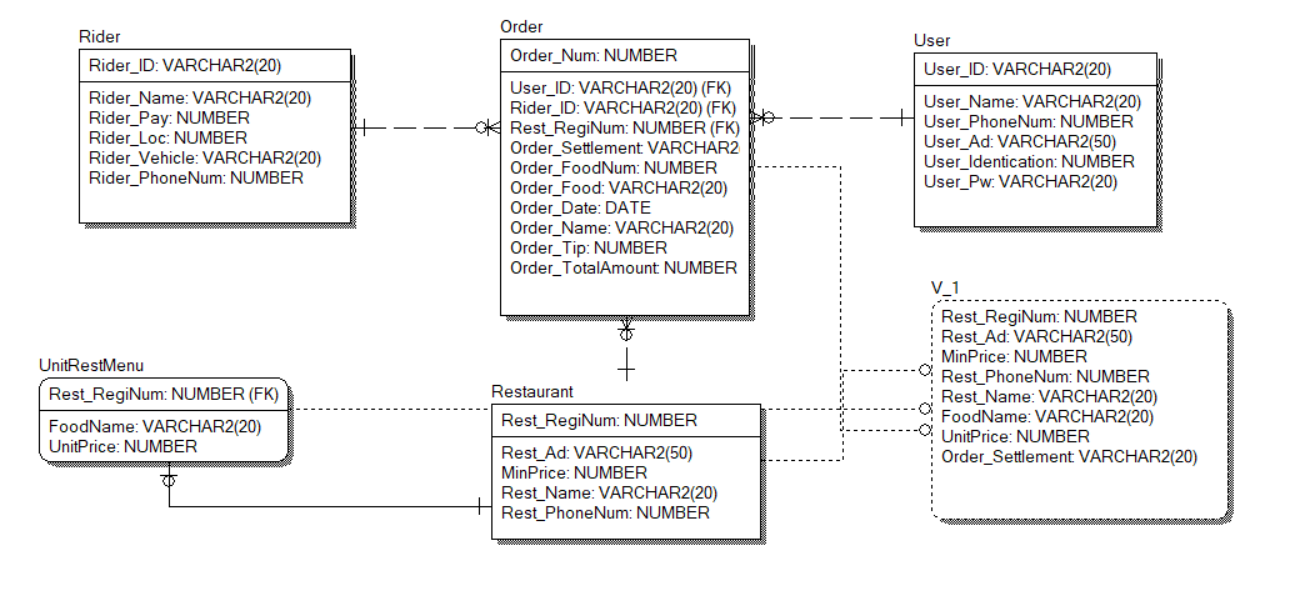 Rider
Rider_ID: VARCHAR2(20)
Rider_Name: VARCHAR2(20)
Rider_Pay: NUMBER
Rider_Loc: NUMBER
Rider_Vehicle: VARCHAR2(20)
Rider_PhoneNum: NUMBER
Order
Order_Num: NUMBER
User_ID: VARCHAR2(20) (FK)
Rider_ID: VARCHAR2(20) (FK)
Rest_RegiNum: NUMBER (FK)
Order_Settlement: VARCHAR2
Order_FoodNum: NUMBER
Order_Food: VARCHAR2(20)
Order_Date: DATE
Order_Name: VARCHAR2(20)
Order_Tip: NUMBER
Order_TotalAmount: NUMBER
User
User_ID: VARCHAR2(20)
User_Name: VARCHAR2(20)
User_PhoneNum: NUMBER
User_Ad: VARCHAR2(50)
User_Identication: NUMBER
User_Pw: VARCHAR2(20)
UnitRestMenu
Rest_RegiNum: NUMBER (FK)
FoodName: VARCHAR2(20)
UnitPrice: NUMBER
Restaurant
Rest_RegiNum: NUMBER
Rest_Ad: VARCHAR2(50)
MinPrice: NUMBER
Rest_Name: VARCHAR2(20)
Rest_PhoneNum: NUMBER
V_1
Rest_RegiNum: NUMBER
Rest_Ad: VARCHAR2(50)
MinPrice: NUMBER
Rest_PhoneNum: NUMBER
Rest_Name: VARCHAR2(20)
FoodName: VARCHAR2(20)
UnitPrice: NUMBER
Order_Settlement: VARCHAR2(20)